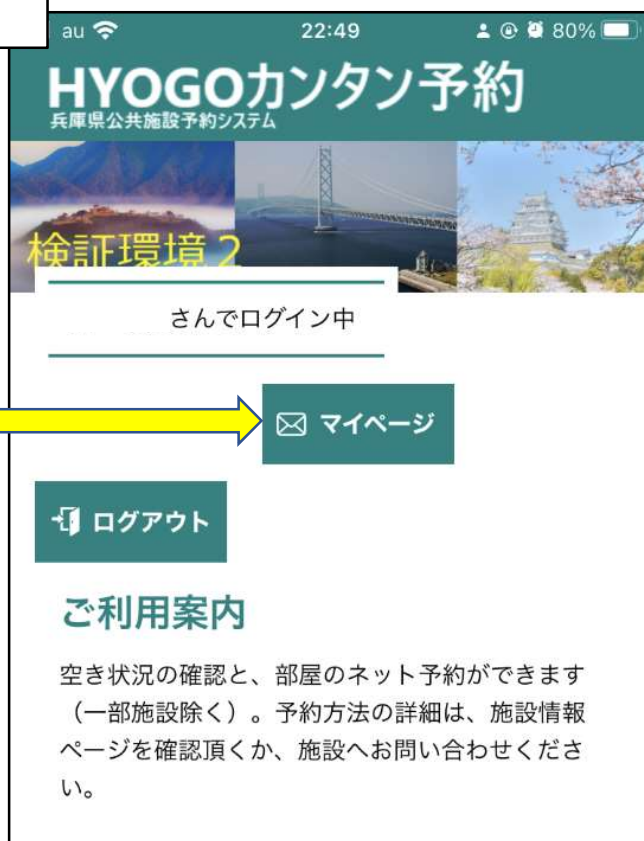 au 22:49 80%
HYOGOカンタン予約
兵庫県公共施設予約システム
検証環境2
さんでログイン中
マイページ
ログアウト
ご利用案内
空き状況の確認と、部屋のネット予約ができます
（一部施設除く）。予約方法の詳細は、施設情報
ページを確認頂くか、施設へお問い合わせくださ
い。